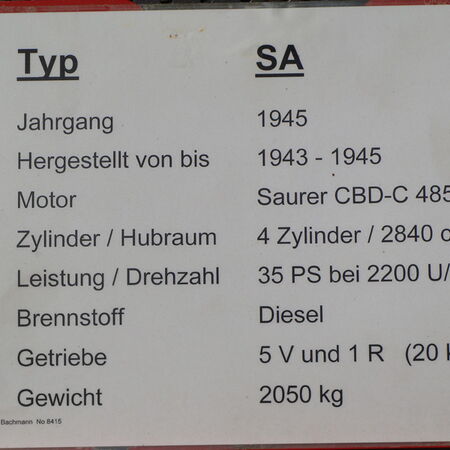 Typ SA
Jahrgang 1945
Hergestellt von bis 1943 - 1945
Motor Saurer CBD-C 485
Zylinder / Hubraum 4 Zylinder / 2840 c
Leistung / Drehzahl 35 PS bei 2200 U/
Brennstoff Diesel
Getriebe 5 V und 1 R (20 k
Gewicht 2050 kg
Bachmann No 8415